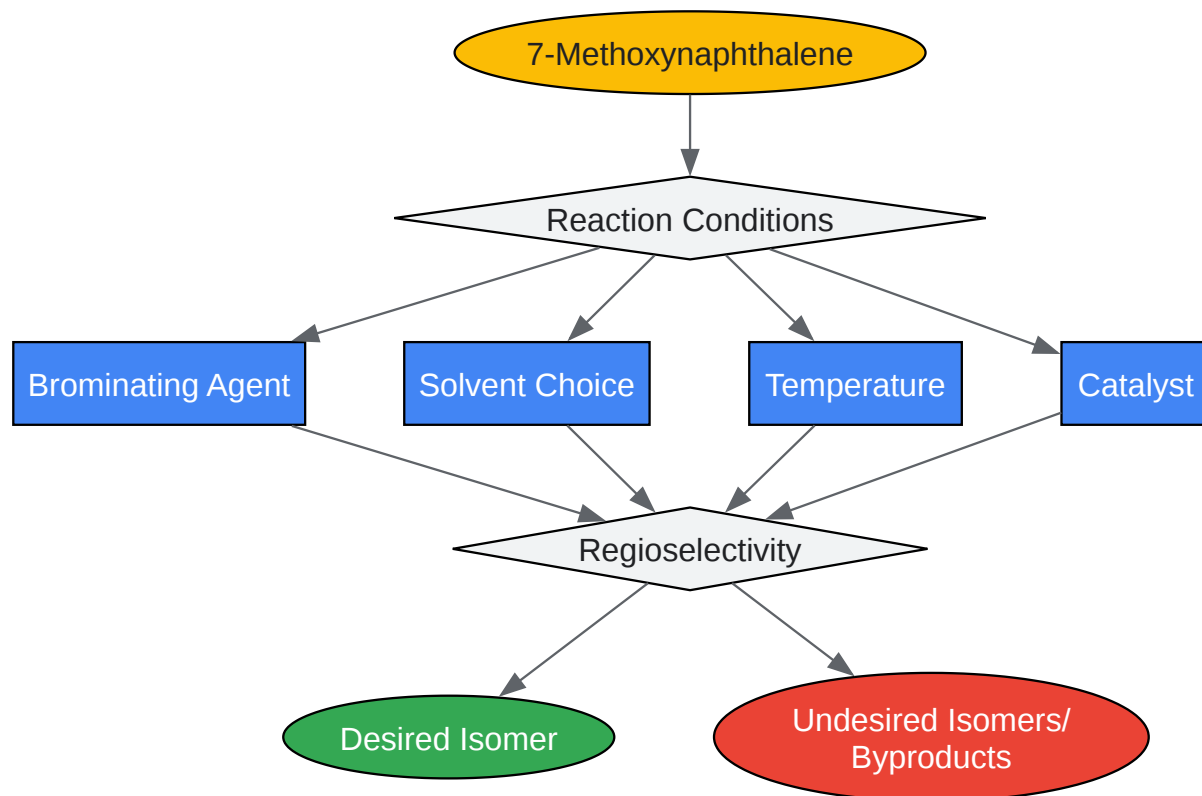 7-Methoxynaphthalene
Reaction Conditions
Brominating Agent
Solvent Choice
Temperature
Catalyst
Regioselectivity
Desired Isomer
Undesired Isomers/
Byproducts